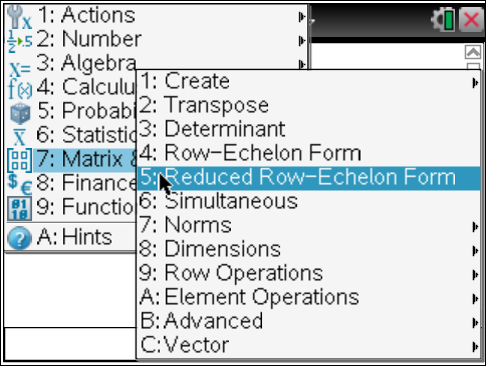 1: Actions
2: Number
3: Algebra
4: Calculu
5: Probabi
6: Statistic
7: Matrix &
8: Finance
9: Functio
A: Hints
1: Create
2: Transpose
3: Determinant
4: Row-Echelon Form
5: Reduced Row-Echelon Form
6: Simultaneous
7: Norms
8: Dimensions
9: Row Operations
A: Element Operations
B: Advanced
C: Vector